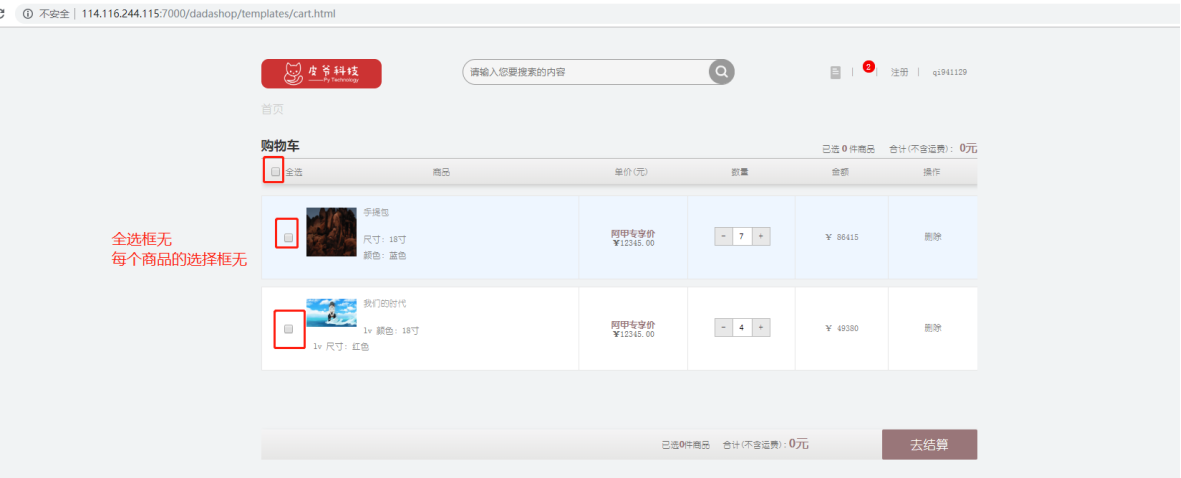 不安全 | 114.116.244.115:7000/dadashop/templates/cart.html
皮爷科技
——Py Technology
请输入您要搜索的内容
2
注册 | qi941129
首页
购物车
已选 0 件商品 合计(不含运费): 0元
全选 商品 单价(元) 数量 金额 操作
手提包
尺寸: 18寸
颜色: 蓝色
阿甲专享价
¥12345.00
- 7 +
¥ 86415
删除
全选框无
每个商品的选择框无
我们的时代
lv 颜色: 18寸
lv 尺寸: 红色
阿甲专享价
¥12345.00
- 4 +
¥ 49380
删除
已选0件商品 合计(不含运费): 0元
去结算